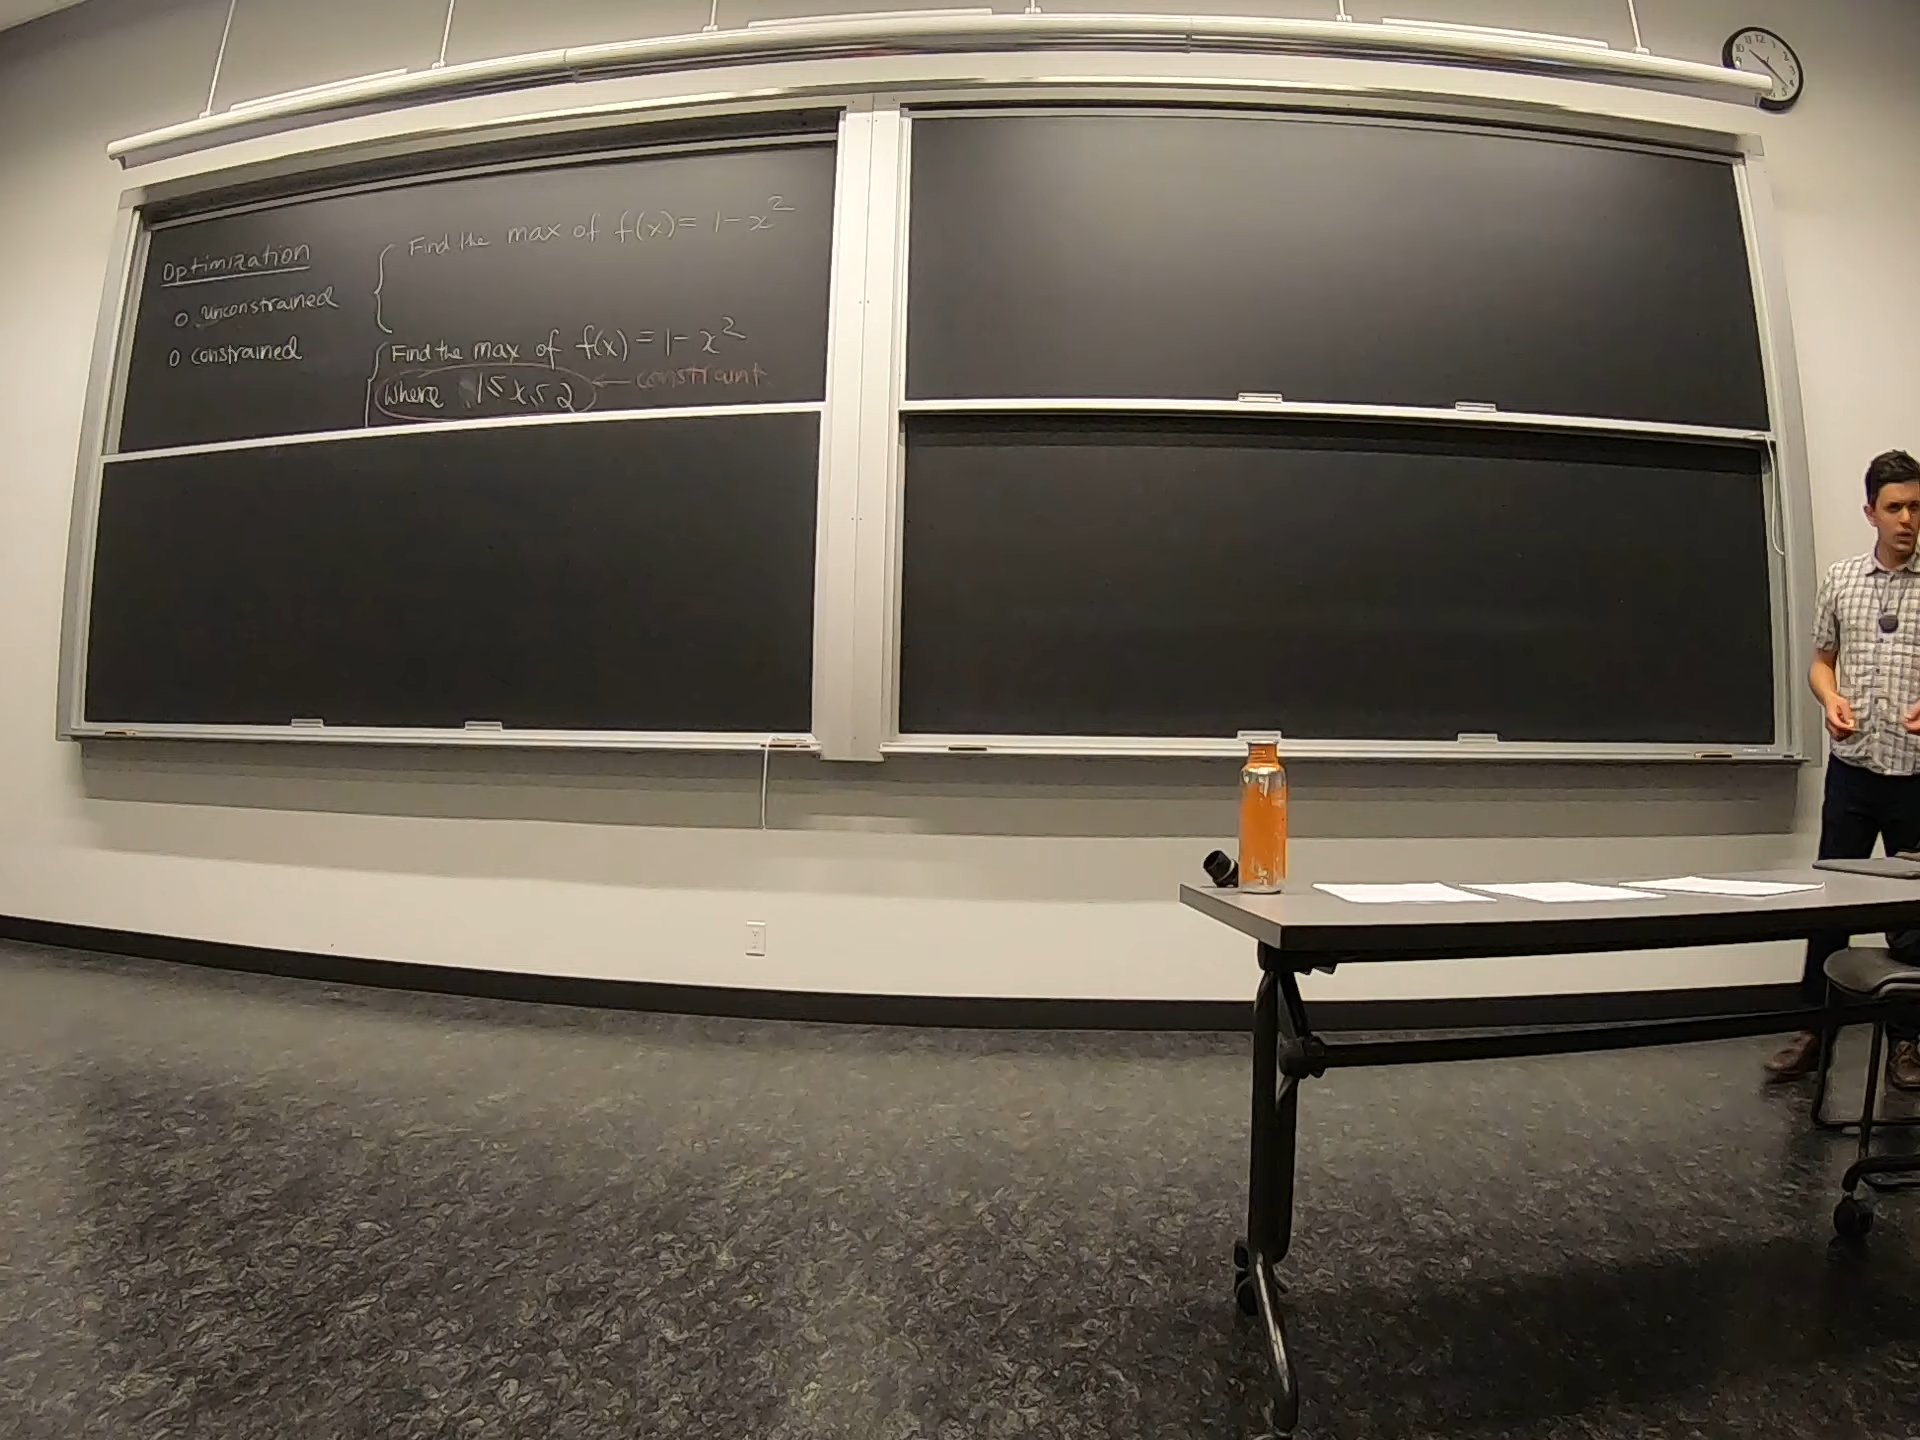 Optimization
○ unconstrained
○ constrained
Find the max of f(x) = 1 - x²
Find the max of f(x) = 1 - x²
where 1 ≤ x ≤ 2 ← constraint